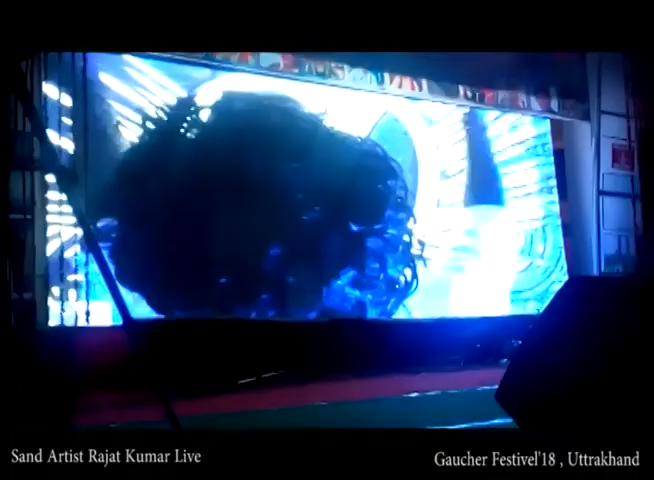 Sand Artist Rajat Kumar Live
Gaucher Festivel'18 , Uttrakhand